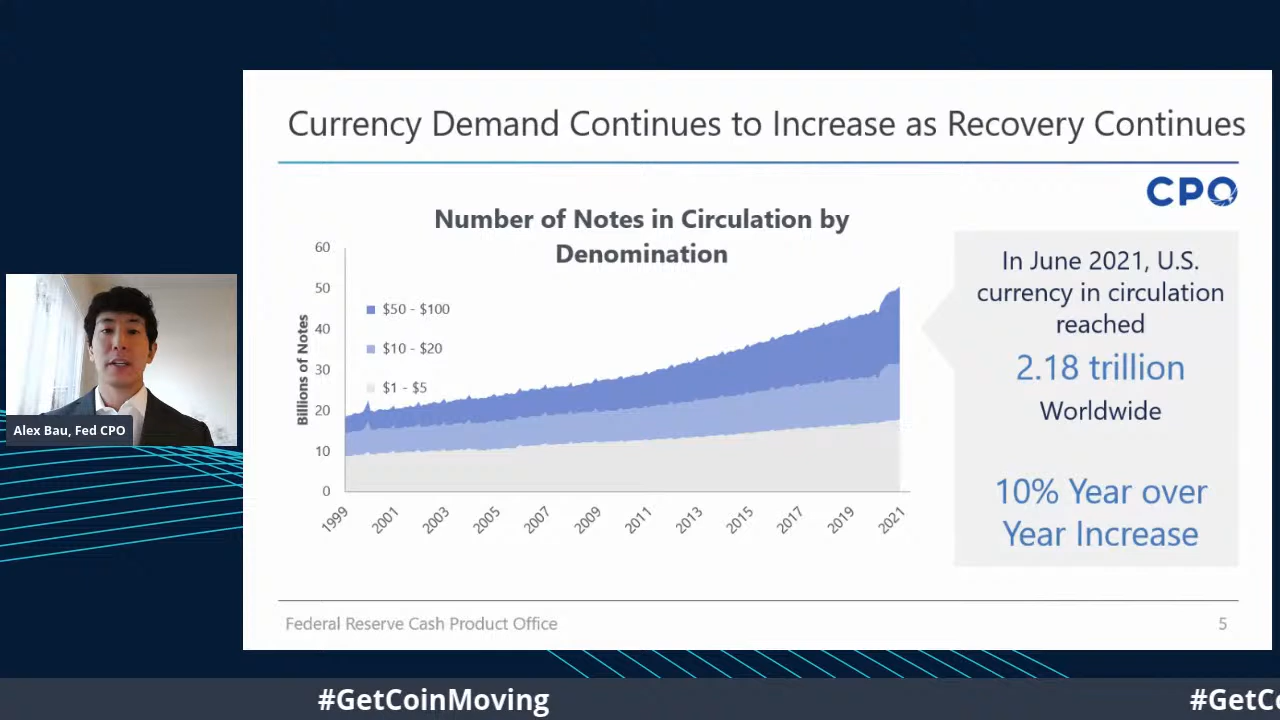 Currency Demand Continues to Increase as Recovery Continues
CPO
Number of Notes in Circulation by
Denomination
Billions of Notes
60
50
40
30
20
10
0
$50 - $100
$10 - $20
$1 - $5
1999
2001
2003
2005
2007
2009
2011
2013
2015
2017
2019
2021
In June 2021, U.S.
currency in circulation
reached
2.18 trillion
Worldwide
10% Year over
Year Increase
Alex Bau, Fed CPO
Federal Reserve Cash Product Office
5
#GetCoinMoving
#GetCo